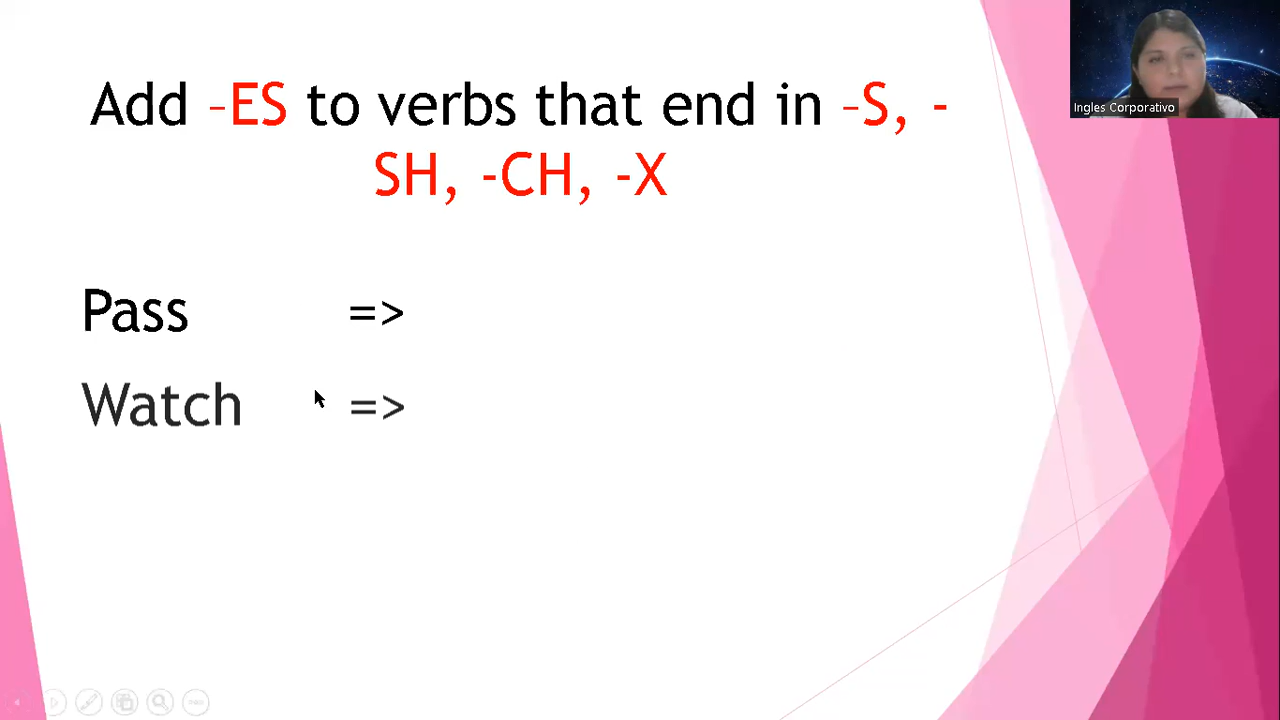 Add –ES to verbs that end in –S, -
SH, -CH, -X
Ingles Corporativo
Pass =>
Watch =>